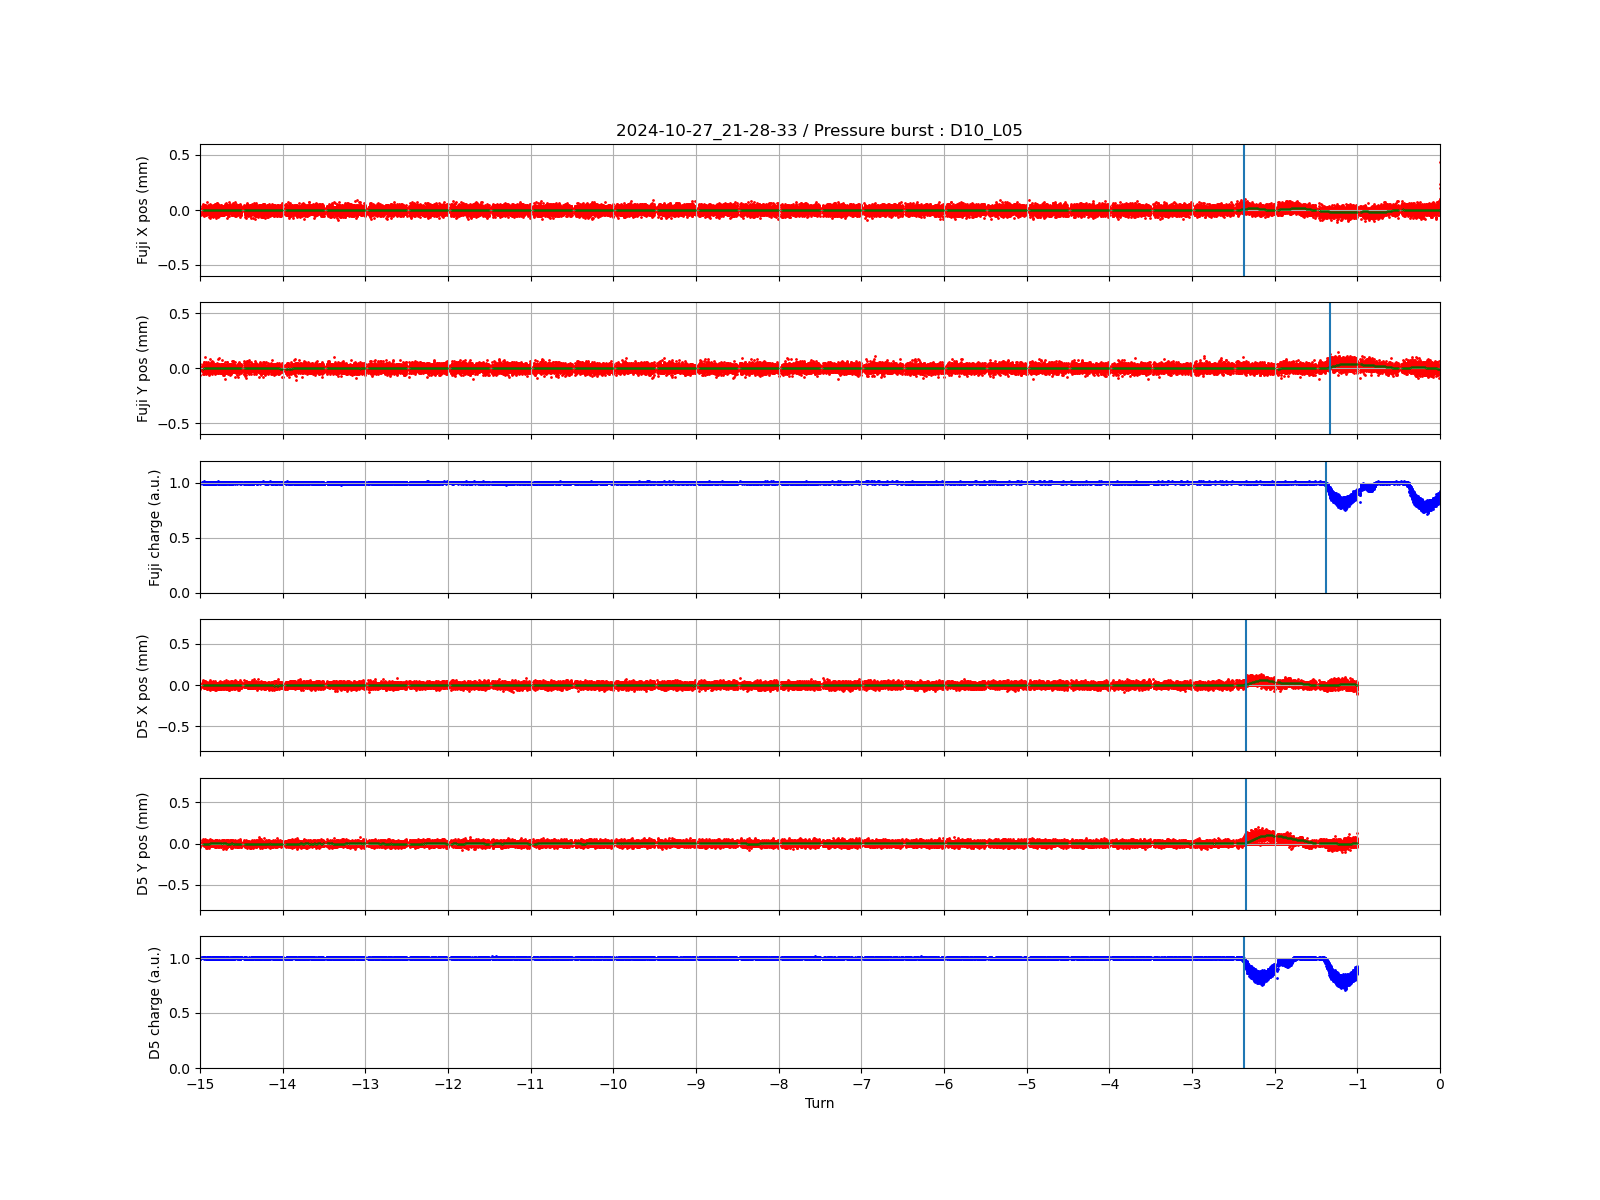 2024-10-27_21-28-33 / Pressure burst : D10_L05
Fuji X pos (mm)
0.5
0.0
−0.5
Fuji Y pos (mm)
0.5
0.0
−0.5
Fuji charge (a.u.)
1.0
0.5
0.0
D5 X pos (mm)
0.5
0.0
−0.5
D5 Y pos (mm)
0.5
0.0
−0.5
D5 charge (a.u.)
1.0
0.5
0.0
−15 −14 −13 −12 −11 −10 −9 −8 −7 −6 −5 −4 −3 −2 −1 0
Turn